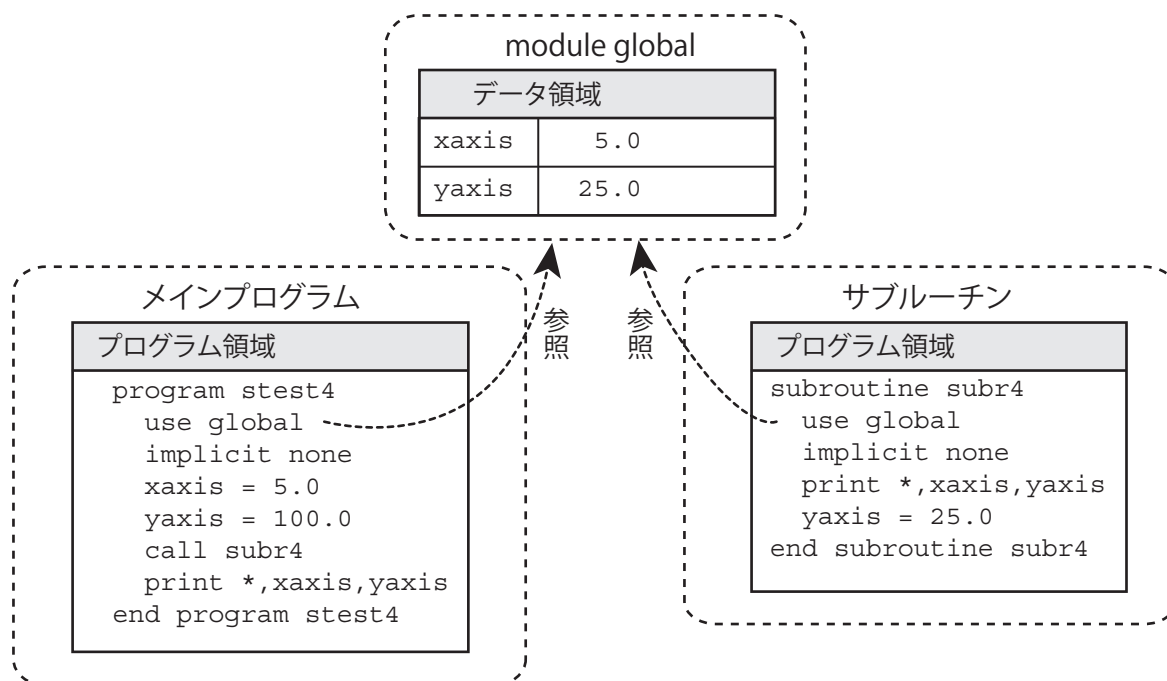 module global
データ領域
xaxis 5.0
yaxis 25.0
参照
参照
メインプログラム
プログラム領域
program stest4
use global
implicit none
xaxis = 5.0
yaxis = 100.0
call subr4
print *,xaxis,yaxis
end program stest4
サブルーチン
プログラム領域
subroutine subr4
use global
implicit none
print *,xaxis,yaxis
yaxis = 25.0
end subroutine subr4